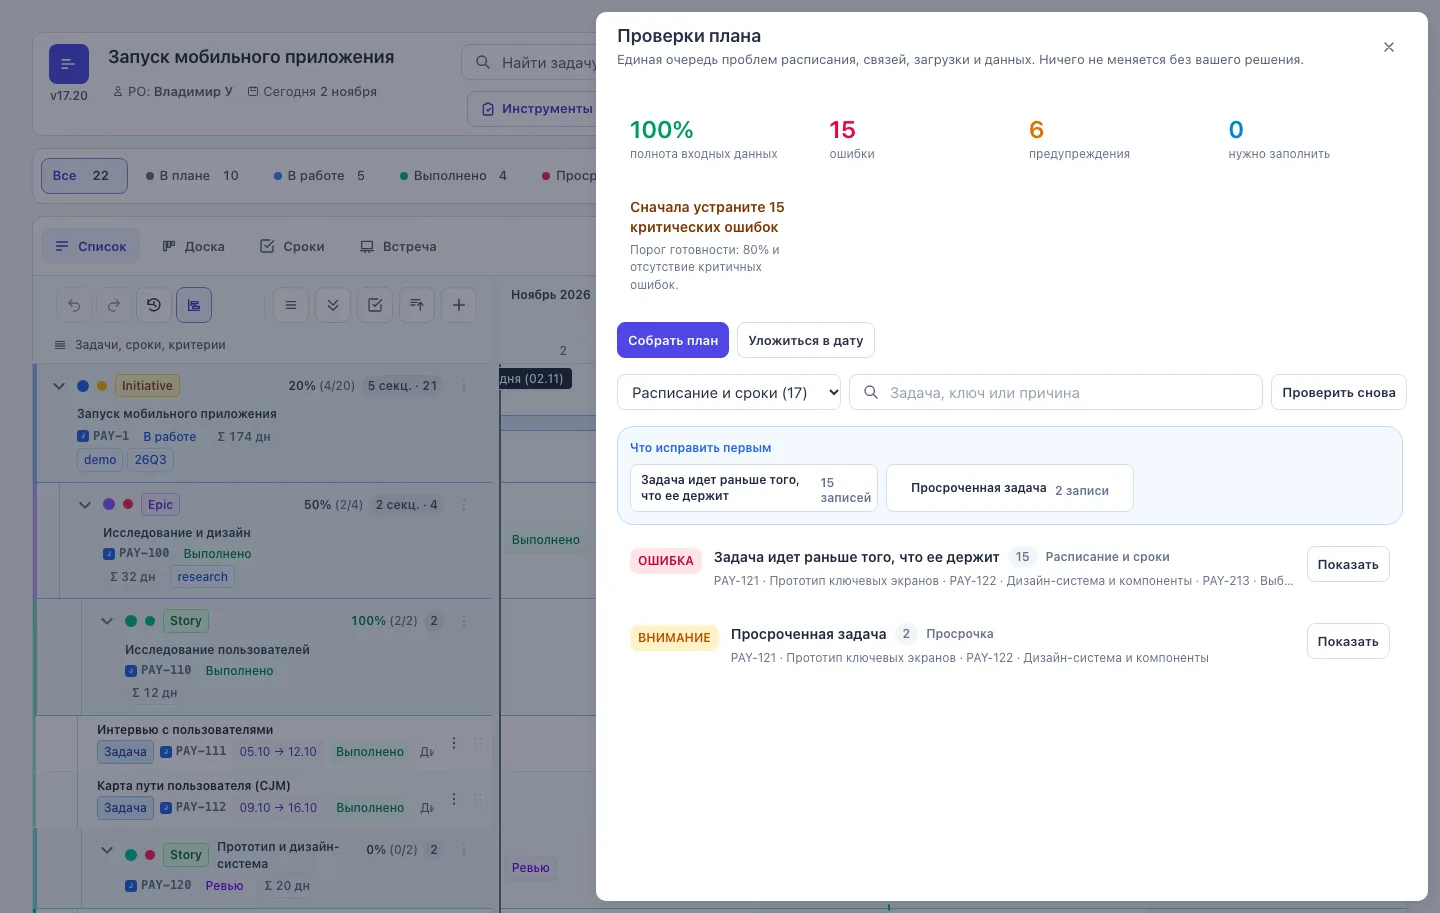 Запуск мобильного приложения
v17.20
PO: Владимир У
Сегодня 2 ноября
Найти задачу
Инструменты
Все 22
В плане 10
В работе 5
Выполнено 4
Список
Доска
Сроки
Встреча
Ноябрь 2026
Задачи, сроки, критерии
2
дня (02.11)
Initiative
20% (4/20)
5 секц. · 21
Запуск мобильного приложения
PAY-1 В работе Σ 174 дн
demo 26Q3
Epic
50% (2/4)
2 секц. · 4
Исследование и дизайн
PAY-100 Выполнено
Σ 32 дн research
Выполнено
Story
100% (2/2) 2
Исследование пользователей
PAY-110 Выполнено
Σ 12 дн
Интервью с пользователями
Задача PAY-111 05.10 → 12.10 Выполнено
Карта пути пользователя (CJM)
Задача PAY-112 09.10 → 16.10 Выполнено
Story
Прототип и дизайн-
система
0% (0/2) 2
PAY-120 Ревью Σ 20 дн
Ревью
Проверки плана
Единая очередь проблем расписания, связей, загрузки и данных. Ничего не меняется без вашего решения.
100%
полнота входных данных
15
ошибки
6
предупреждения
0
нужно заполнить
Сначала устраните 15
критических ошибок
Порог готовности: 80% и
отсутствие критичных
ошибок.
Собрать план
Уложиться в дату
Расписание и сроки (17)
Задача, ключ или причина
Проверить снова
Что исправить первым
Задача идет раньше того,
что ее держит
15
записей
Просроченная задача 2 записи
ОШИБКА
Задача идет раньше того, что ее держит 15 Расписание и сроки
PAY-121 · Прототип ключевых экранов · PAY-122 · Дизайн-система и компоненты · PAY-213 · Выб...
Показать
ВНИМАНИЕ
Просроченная задача 2 Просрочка
PAY-121 · Прототип ключевых экранов · PAY-122 · Дизайн-система и компоненты
Показать